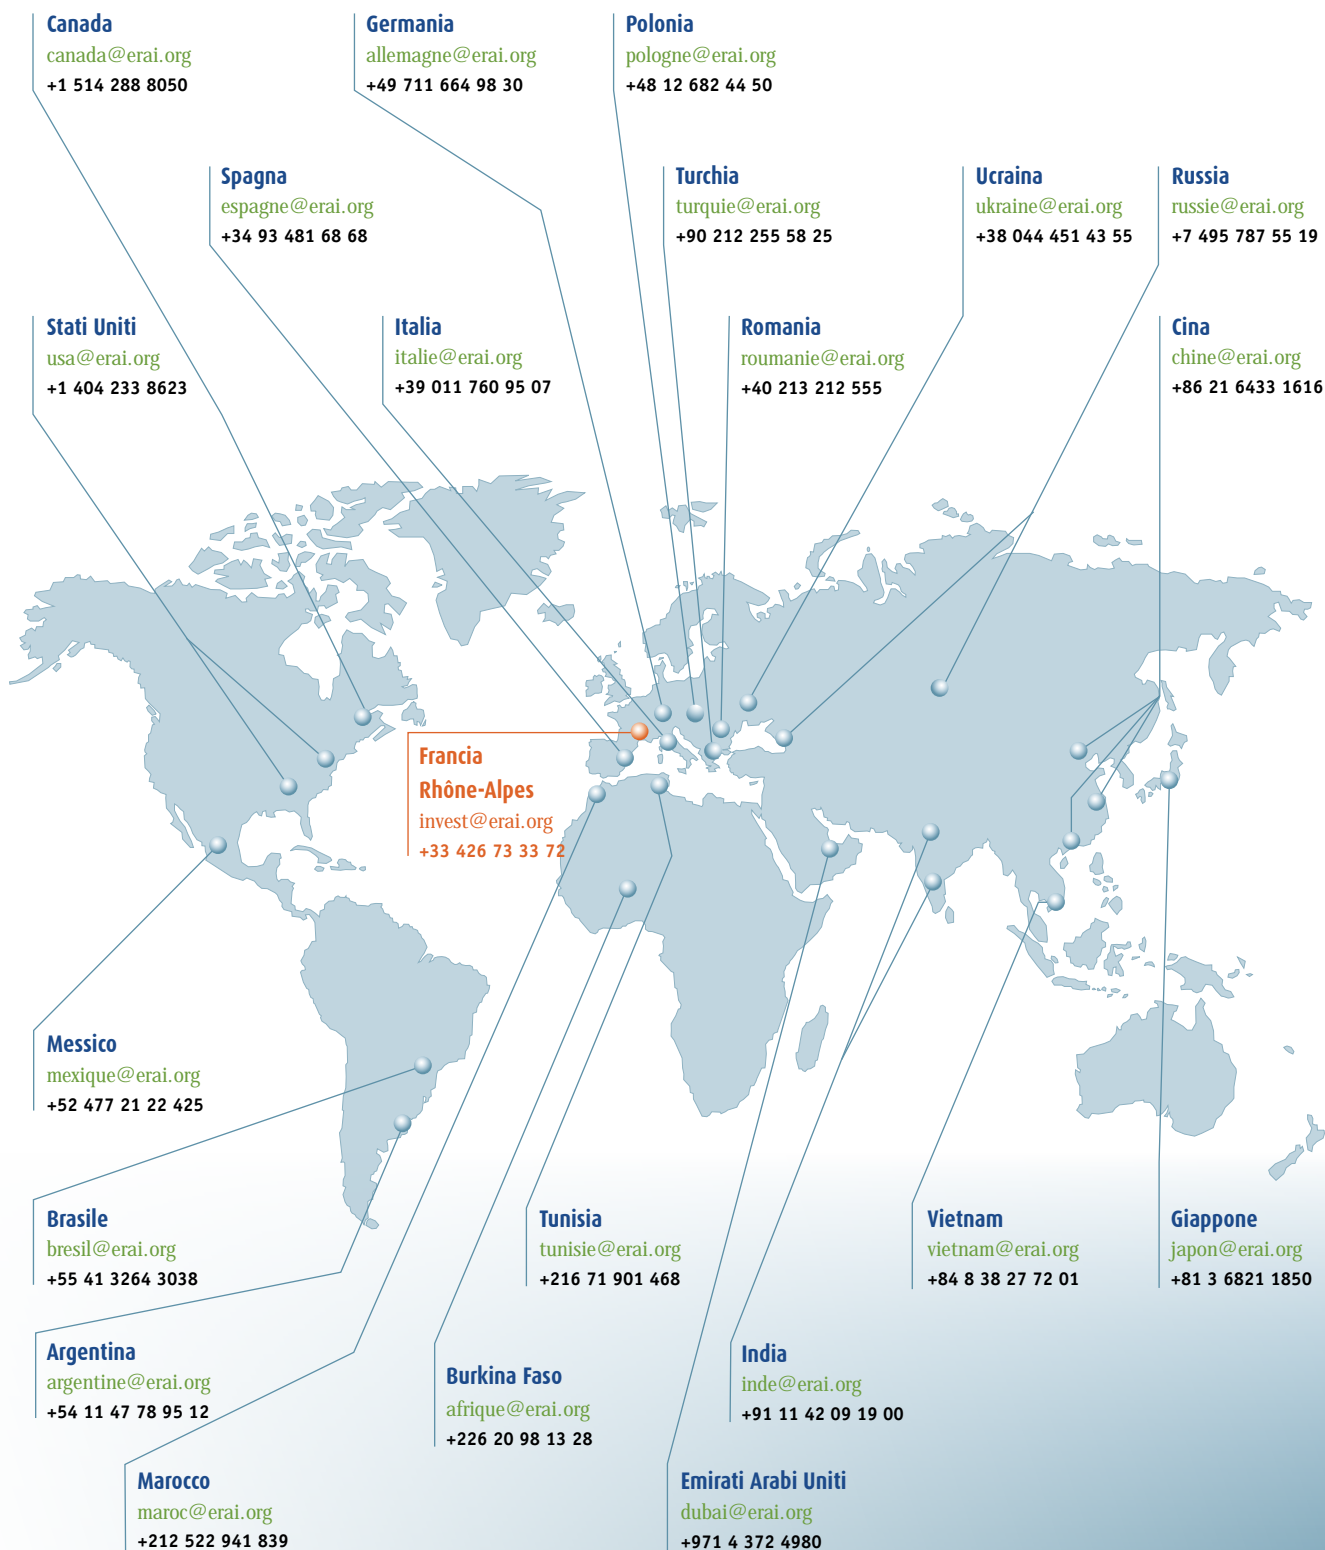 Canada
canada@erai.org
+1 514 288 8050
Germania
allemagne@erai.org
+49 711 664 98 30
Polonia
pologne@erai.org
+48 12 682 44 50
Spagna
espagne@erai.org
+34 93 481 68 68
Turchia
turquie@erai.org
+90 212 255 58 25
Ucraina
ukraine@erai.org
+38 044 451 43 55
Russia
russie@erai.org
+7 495 787 55 19
Stati Uniti
usa@erai.org
+1 404 233 8623
Italia
italie@erai.org
+39 011 760 95 07
Romania
roumanie@erai.org
+40 213 212 555
Cina
chine@erai.org
+86 21 6433 1616
Francia
Rhône-Alpes
invest@erai.org
+33 426 73 33 72
Messico
mexique@erai.org
+52 477 21 22 425
Brasile
bresil@erai.org
+55 41 3264 3038
Tunisia
tunisie@erai.org
+216 71 901 468
Vietnam
vietnam@erai.org
+84 8 38 27 72 01
Giappone
japon@erai.org
+81 3 6821 1850
Argentina
argentine@erai.org
+54 11 47 78 95 12
Burkina Faso
afrique@erai.org
+226 20 98 13 28
India
inde@erai.org
+91 11 42 09 19 00
Marocco
maroc@erai.org
+212 522 941 839
Emirati Arabi Uniti
dubai@erai.org
+971 4 372 4980